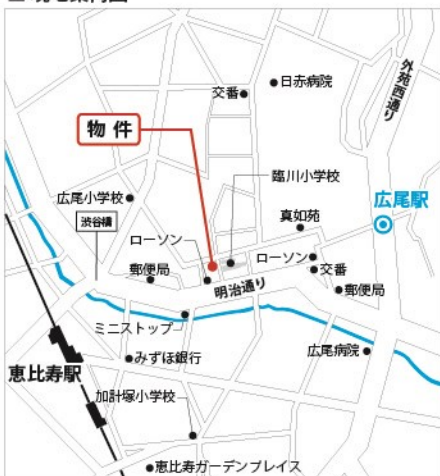 日赤病院
交番
外苑西通り
物件
臨川小学校
広尾小学校
真如苑
広尾駅
渋谷橋
ローソン
ローソン
郵便局
交番
明治通り
郵便局
ミニストップ
みずほ銀行
広尾病院
恵比寿駅
加計塚小学校
恵比寿ガーデンプレイス